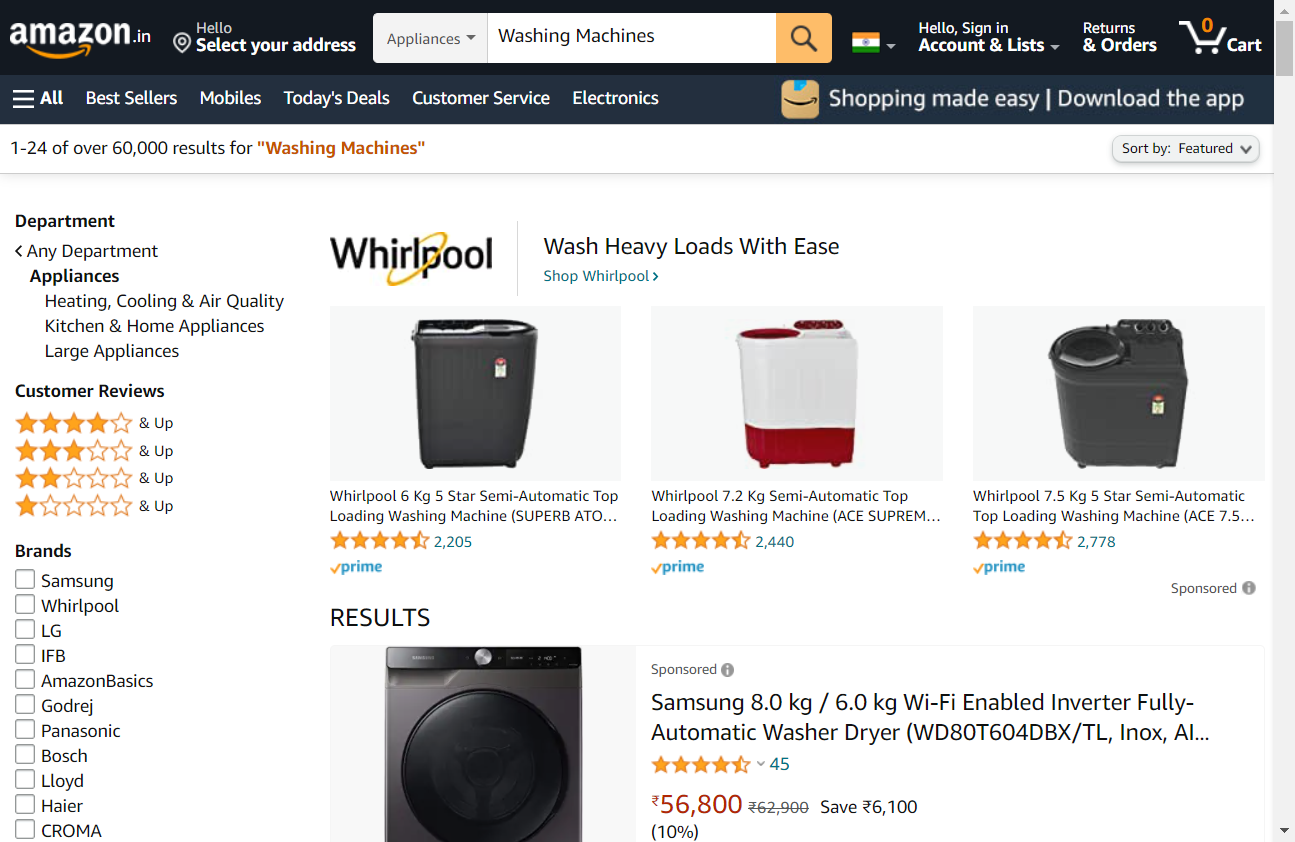 amazon.in
Hello
Select your address
Appliances
Washing Machines
Hello, Sign in
Account & Lists
Returns
& Orders
0
Cart
All
Best Sellers
Mobiles
Today's Deals
Customer Service
Electronics
Shopping made easy | Download the app
1-24 of over 60,000 results for "Washing Machines"
Sort by: Featured
Department
Any Department
Appliances
Heating, Cooling & Air Quality
Kitchen & Home Appliances
Large Appliances
Customer Reviews
& Up
& Up
& Up
& Up
Brands
Samsung
Whirlpool
LG
IFB
AmazonBasics
Godrej
Panasonic
Bosch
Lloyd
Haier
CROMA
Whirlpool
Wash Heavy Loads With Ease
Shop Whirlpool
Whirlpool 6 Kg 5 Star Semi-Automatic Top
Loading Washing Machine (SUPERB ATO...
2,205
prime
Whirlpool 7.2 Kg Semi-Automatic Top
Loading Washing Machine (ACE SUPREM...
2,440
prime
Whirlpool 7.5 Kg 5 Star Semi-Automatic
Top Loading Washing Machine (ACE 7.5...
2,778
prime
Sponsored
RESULTS
SAMSUNG
Sponsored
Samsung 8.0 kg / 6.0 kg Wi-Fi Enabled Inverter Fully-
Automatic Washer Dryer (WD80T604DBX/TL, Inox, AI...
45
₹56,800 ₹62,900 Save ₹6,100
(10%)